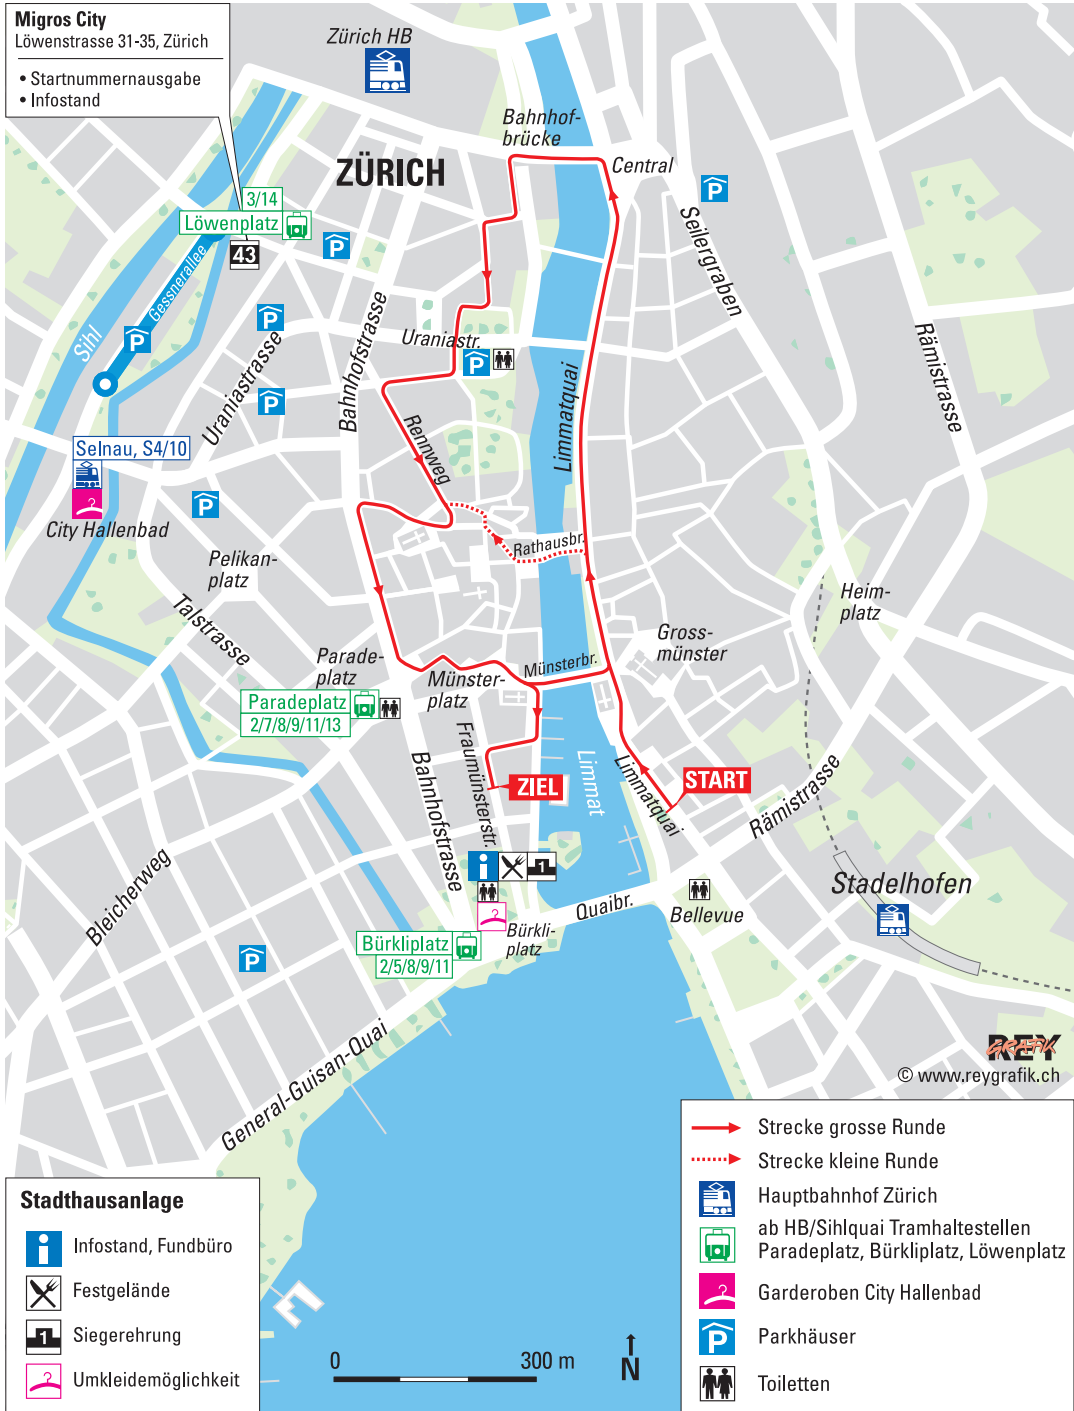 Migros City
Löwenstrasse 31-35, Zürich
• Startnummernausgabe
• Infostand
Zürich HB
Bahnhof-
brücke
Central
ZÜRICH
3/14
Löwenplatz
43
Gessnerallee
Sihl
Seilergraben
Rämistrasse
Bahnhofstrasse
Uraniastr.
Uraniastrasse
Limmatquai
Rennweg
Selnau, S4/10
City Hallenbad
Rathausbr.
Pelikan-
platz
Talstrasse
Heim-
platz
Gross-
münster
Parade-
platz
Münsterbr.
Münster-
platz
Paradeplatz
2/7/8/9/11/13
Fraumünsterstr.
Bahnhofstrasse
Limmat
Limmatquai
ZIEL
START
Rämistrasse
Bleicherweg
Stadelhofen
Quaibr.
Bellevue
Bürkli-
platz
Bürkliplatz
2/5/8/9/11
General-Guisan-Quai
REY
GRAFIK
© www.reygrafik.ch
Stadthausanlage
i Infostand, Fundbüro
Festgelände
1 Siegerehrung
Umkleidemöglichkeit
0 300 m
N
Strecke grosse Runde
Strecke kleine Runde
Hauptbahnhof Zürich
ab HB/Sihlquai Tramhaltestellen
Paradeplatz, Bürkliplatz, Löwenplatz
Garderoben City Hallenbad
P Parkhäuser
Toiletten